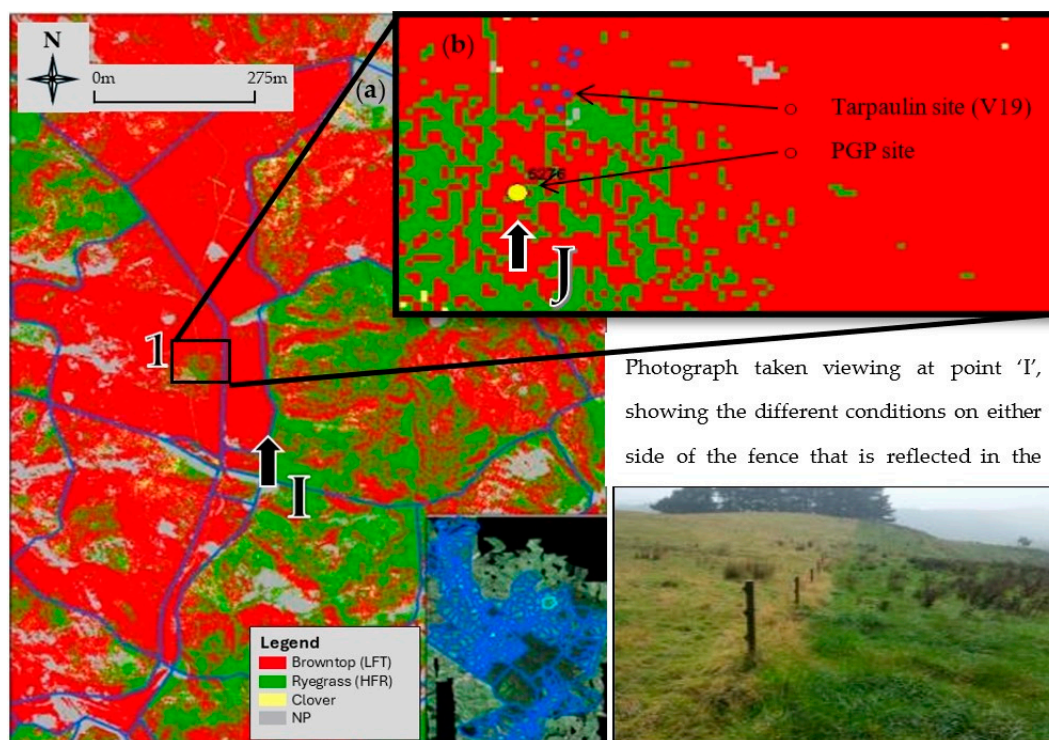 N
0m 275m
(a)
(b)
Tarpaulin site (V19)
PGP site
5276
J
1
I
Photograph taken viewing at point ‘I’,
showing the different conditions on either
side of the fence that is reflected in the
Legend
Browntop (LFT)
Ryegrass (HFR)
Clover
NP